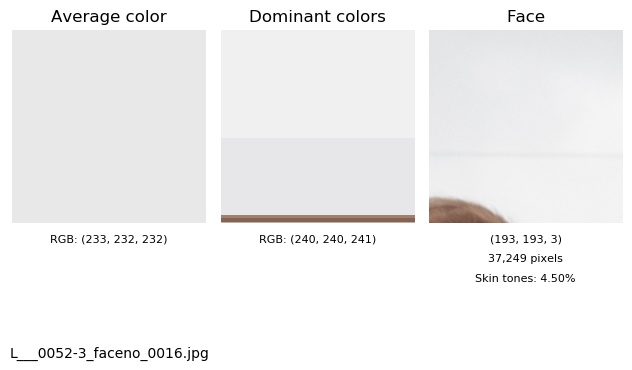 Average color
Dominant colors
Face
RGB: (233, 232, 232)
RGB: (240, 240, 241)
(193, 193, 3)
37,249 pixels
Skin tones: 4.50%
L___0052-3_faceno_0016.jpg